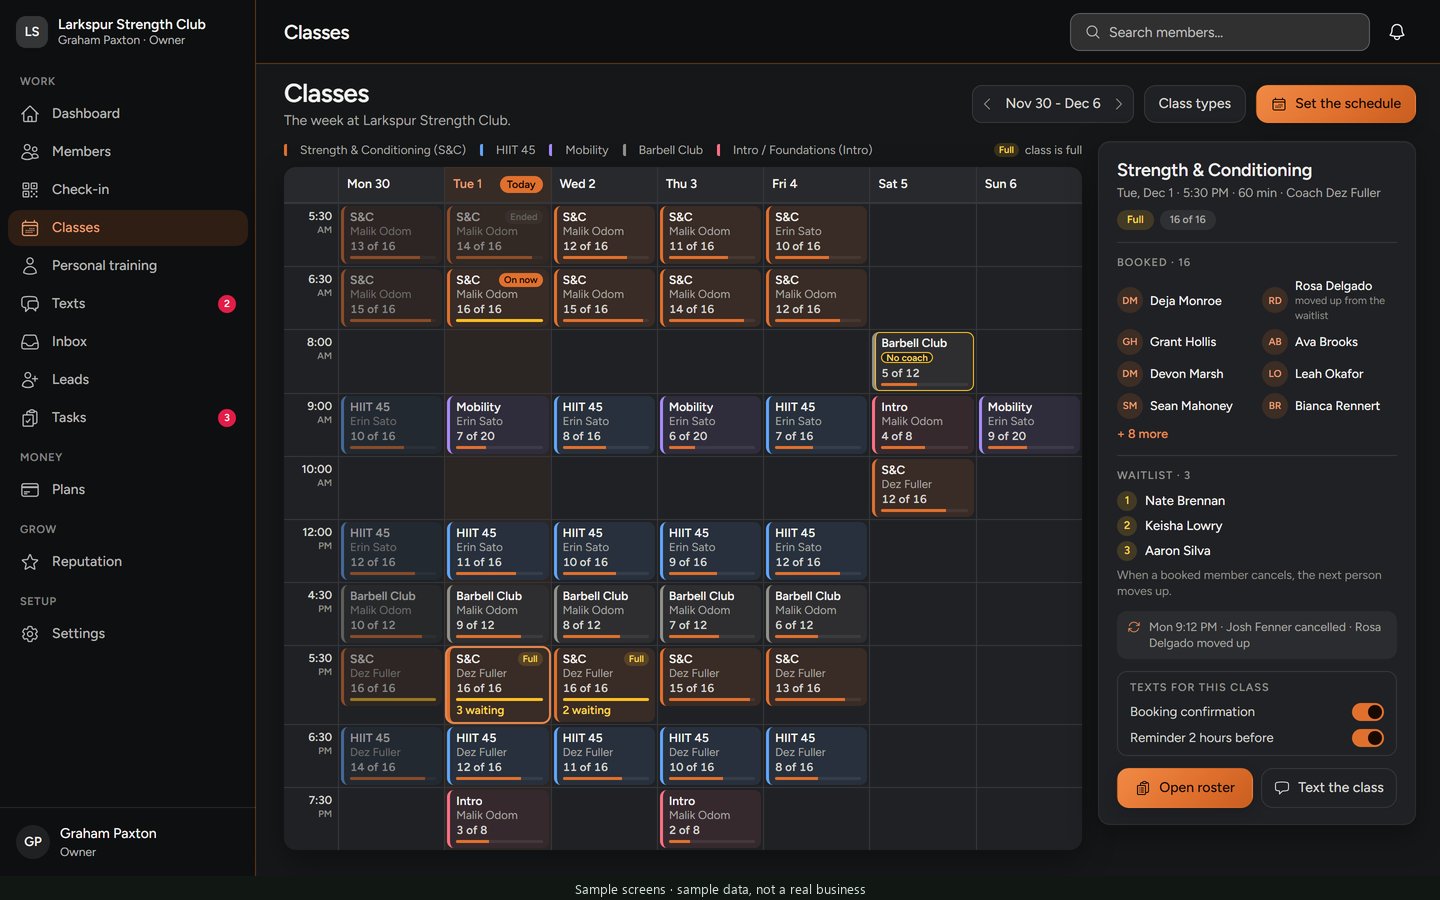 LS
Larkspur Strength Club
Graham Paxton · Owner
WORK
Dashboard
Members
Check-in
Classes
Personal training
Texts 2
Inbox
Leads
Tasks 3
MONEY
Plans
GROW
Reputation
SETUP
Settings
GP
Graham Paxton
Owner
Classes
Search members...
Classes
The week at Larkspur Strength Club.
Nov 30 - Dec 6
Class types
Set the schedule
Strength & Conditioning (S&C) HIIT 45 Mobility Barbell Club Intro / Foundations (Intro) Full class is full
Mon 30 Tue 1 Today Wed 2 Thu 3 Fri 4 Sat 5 Sun 6
5:30 AM
S&C
Malik Odom
13 of 16
S&C Ended
Malik Odom
14 of 16
S&C
Malik Odom
12 of 16
S&C
Malik Odom
11 of 16
S&C
Erin Sato
10 of 16
6:30 AM
S&C
Malik Odom
15 of 16
S&C On now
Malik Odom
16 of 16
S&C
Malik Odom
15 of 16
S&C
Malik Odom
14 of 16
S&C
Malik Odom
12 of 16
8:00 AM
Barbell Club
No coach
5 of 12
9:00 AM
HIIT 45
Erin Sato
10 of 16
Mobility
Erin Sato
7 of 20
HIIT 45
Erin Sato
8 of 16
Mobility
Erin Sato
6 of 20
HIIT 45
Erin Sato
7 of 16
Intro
Malik Odom
4 of 8
Mobility
Erin Sato
9 of 20
10:00 AM
S&C
Dez Fuller
12 of 16
12:00 PM
HIIT 45
Erin Sato
12 of 16
HIIT 45
Erin Sato
11 of 16
HIIT 45
Erin Sato
10 of 16
HIIT 45
Erin Sato
9 of 16
HIIT 45
Erin Sato
12 of 16
4:30 PM
Barbell Club
Malik Odom
10 of 12
Barbell Club
Malik Odom
9 of 12
Barbell Club
Malik Odom
8 of 12
Barbell Club
Malik Odom
7 of 12
Barbell Club
Malik Odom
6 of 12
5:30 PM
S&C
Dez Fuller
16 of 16
S&C Full
Dez Fuller
16 of 16
3 waiting
S&C Full
Dez Fuller
16 of 16
2 waiting
S&C
Dez Fuller
15 of 16
S&C
Dez Fuller
13 of 16
6:30 PM
HIIT 45
Dez Fuller
14 of 16
HIIT 45
Dez Fuller
12 of 16
HIIT 45
Dez Fuller
11 of 16
HIIT 45
Dez Fuller
10 of 16
HIIT 45
Dez Fuller
8 of 16
7:30 PM
Intro
Malik Odom
3 of 8
Intro
Malik Odom
2 of 8
Strength & Conditioning
Tue, Dec 1 · 5:30 PM · 60 min · Coach Dez Fuller
Full 16 of 16
BOOKED · 16
DM Deja Monroe
RD Rosa Delgado
moved up from the
waitlist
GH Grant Hollis
AB Ava Brooks
DM Devon Marsh
LO Leah Okafor
SM Sean Mahoney
BR Bianca Rennert
+ 8 more
WAITLIST · 3
1 Nate Brennan
2 Keisha Lowry
3 Aaron Silva
When a booked member cancels, the next person
moves up.
Mon 9:12 PM · Josh Fenner cancelled · Rosa
Delgado moved up
TEXTS FOR THIS CLASS
Booking confirmation
Reminder 2 hours before
Open roster
Text the class
Sample screens · sample data, not a real business